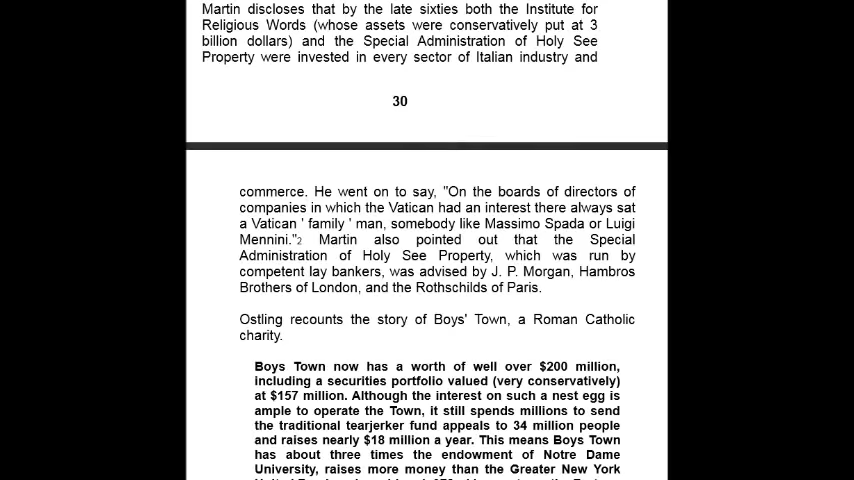 Martin discloses that by the late sixties both the Institute for
Religious Words (whose assets were conservatively put at 3
billion dollars) and the Special Administration of Holy See
Property were invested in every sector of Italian industry and
30
commerce. He went on to say, "On the boards of directors of
companies in which the Vatican had an interest there always sat
a Vatican ' family ' man, somebody like Massimo Spada or Luigi
Mennini."2 Martin also pointed out that the Special
Administration of Holy See Property, which was run by
competent lay bankers, was advised by J. P. Morgan, Hambros
Brothers of London, and the Rothschilds of Paris.
Ostling recounts the story of Boys' Town, a Roman Catholic
charity.
Boys Town now has a worth of well over $200 million,
including a securities portfolio valued (very conservatively)
at $157 million. Although the interest on such a nest egg is
ample to operate the Town, it still spends millions to send
the traditional tearjerker fund appeals to 34 million people
and raises nearly $18 million a year. This means Boys Town
has about three times the endowment of Notre Dame
University, raises more money than the Greater New York